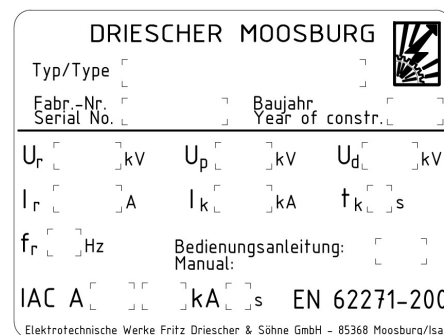 DRIESCHER MOOSBURG
Typ/Type
Fabr.-Nr. Baujahr
Serial No. Year of constr.
Ur kV Up kV Ud kV
Ir A Ik kA tk s
fr Hz Bedienungsanleitung:
Manual:
IAC A kA s EN 62271-200
Elektrotechnische Werke Fritz Driescher & Söhne GmbH - 85368 Moosburg/Isa